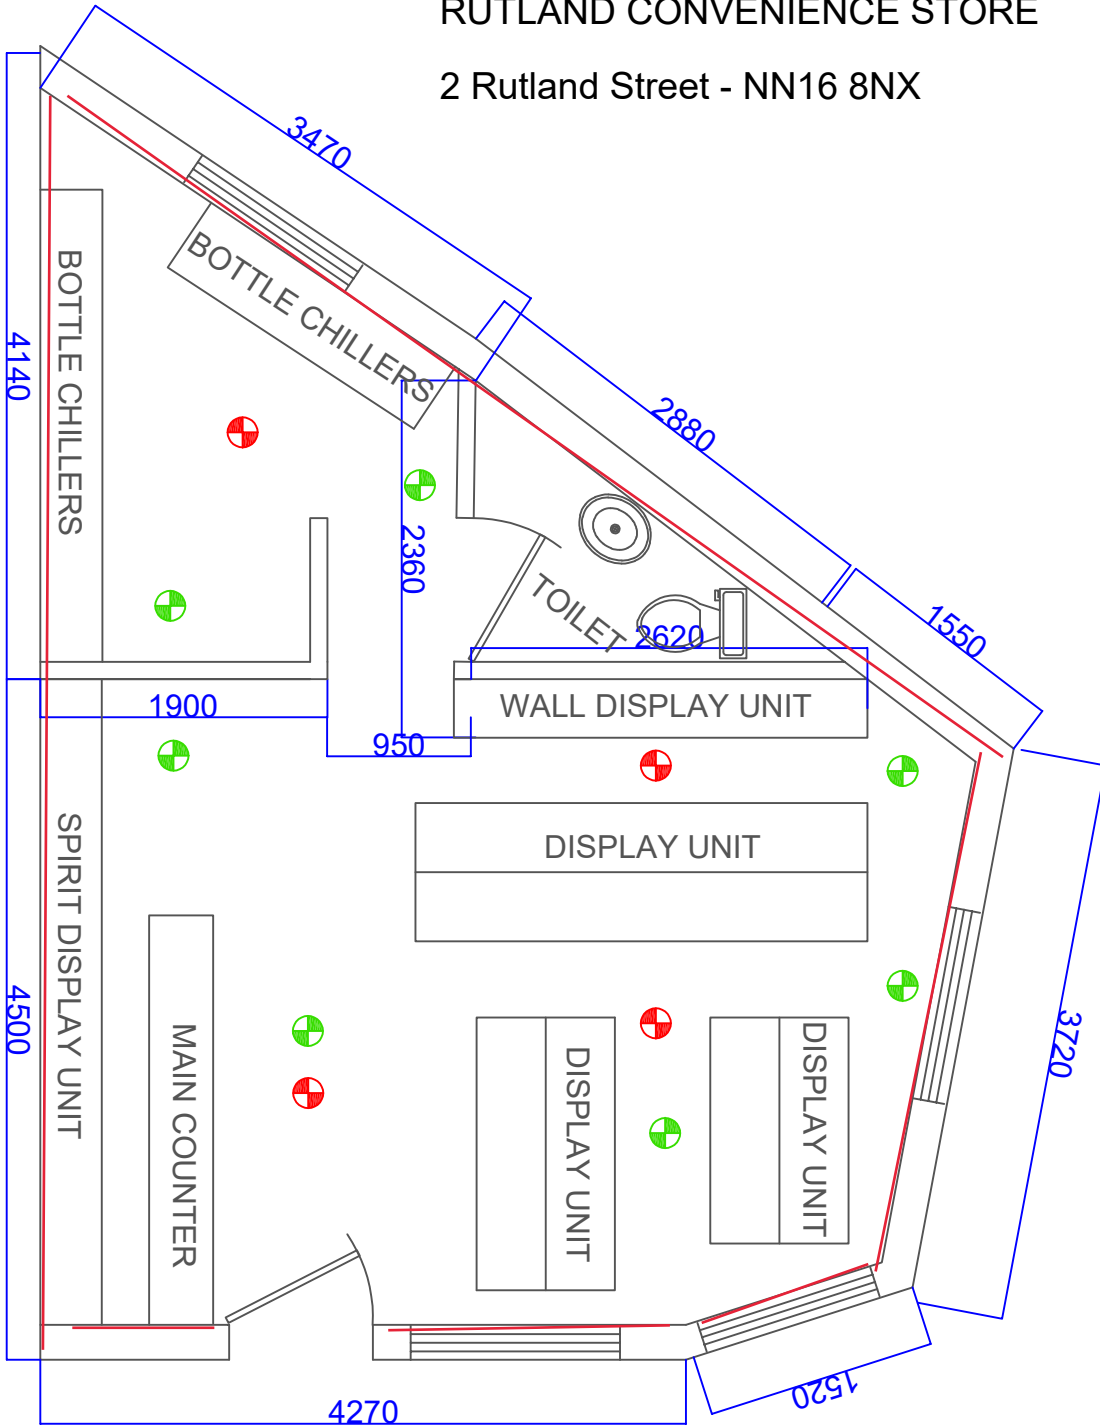 RUTLAND CONVENIENCE STORE
2 Rutland Street - NN16 8NX
3470
BOTTLE CHILLERS
BOTTLE CHILLERS
4140
2880
2360
TOILET
2620
1550
1900
950
WALL DISPLAY UNIT
DISPLAY UNIT
SPIRIT DISPLAY UNIT
4500
MAIN COUNTER
DISPLAY UNIT
DISPLAY UNIT
3720
1520
4270